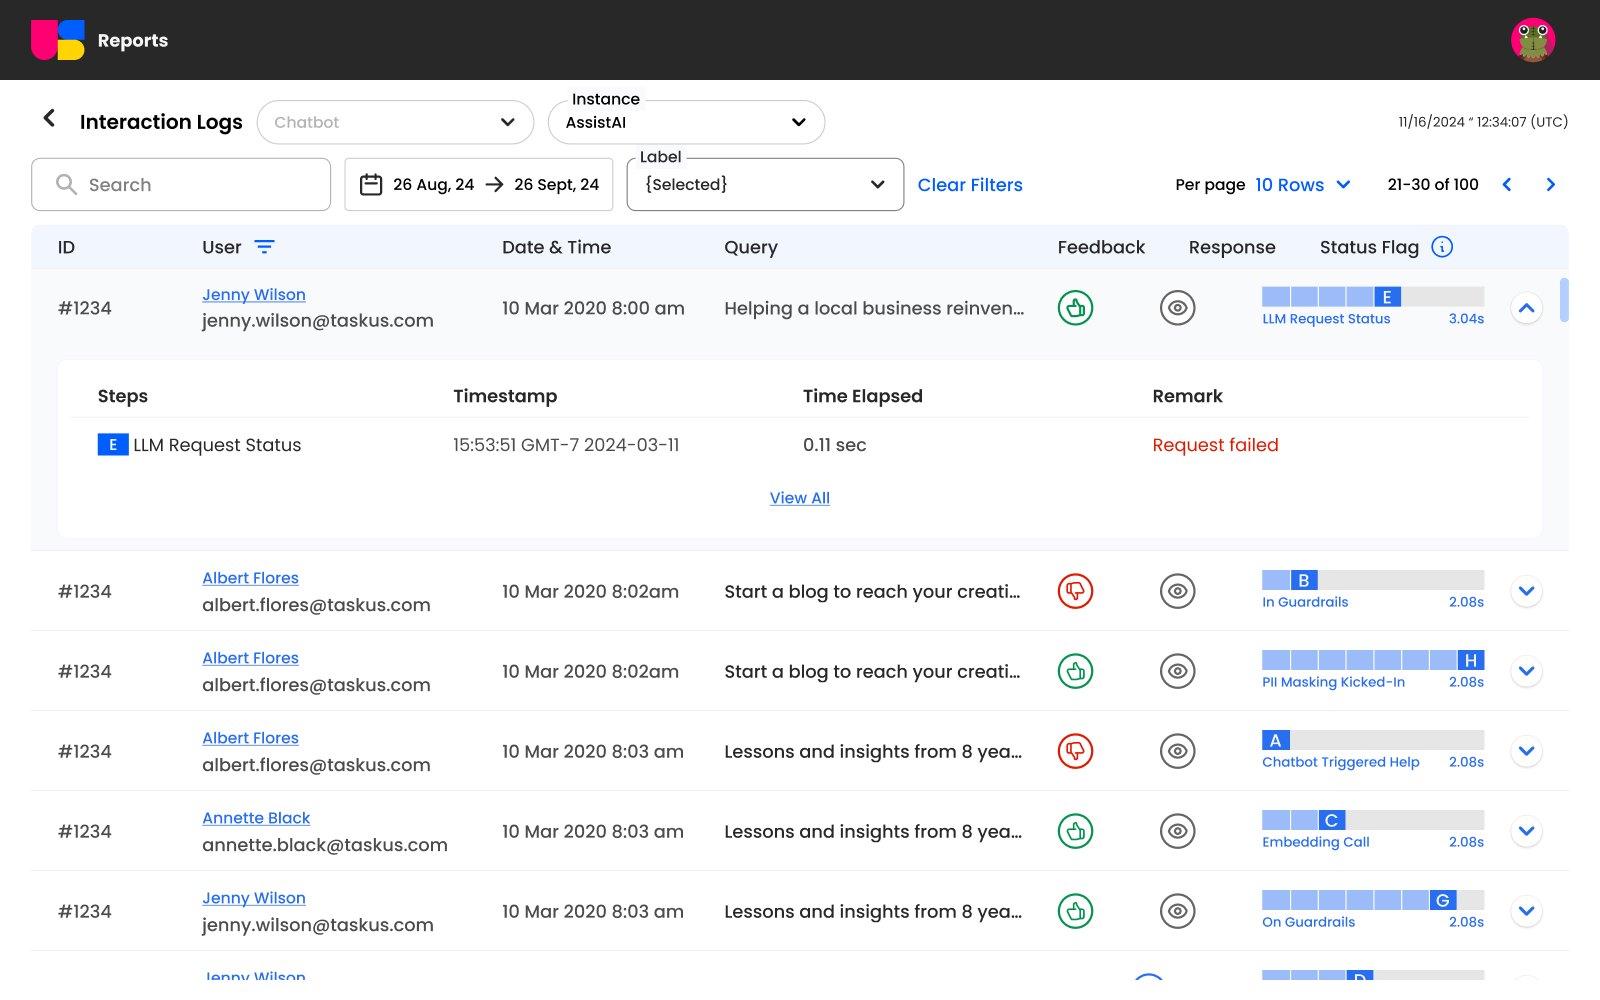 Reports
Interaction Logs
Chatbot
Instance
AssistAI
11/16/2024 “ 12:34:07 (UTC)
Search
26 Aug, 24 → 26 Sept, 24
Label
{Selected}
Clear Filters
Per page 10 Rows
21-30 of 100
ID User Date & Time Query Feedback Response Status Flag
#1234 Jenny Wilson
jenny.wilson@taskus.com
10 Mar 2020 8:00 am Helping a local business reinven...
E
LLM Request Status 3.04s
Steps Timestamp Time Elapsed Remark
E LLM Request Status 15:53:51 GMT-7 2024-03-11 0.11 sec Request failed
View All
#1234 Albert Flores
albert.flores@taskus.com
10 Mar 2020 8:02am Start a blog to reach your creati...
B
In Guardrails 2.08s
#1234 Albert Flores
albert.flores@taskus.com
10 Mar 2020 8:02am Start a blog to reach your creati...
H
PII Masking Kicked-In 2.08s
#1234 Albert Flores
albert.flores@taskus.com
10 Mar 2020 8:03 am Lessons and insights from 8 yea...
A
Chatbot Triggered Help 2.08s
#1234 Annette Black
annette.black@taskus.com
10 Mar 2020 8:03 am Lessons and insights from 8 yea...
C
Embedding Call 2.08s
#1234 Jenny Wilson
jenny.wilson@taskus.com
10 Mar 2020 8:03 am Lessons and insights from 8 yea...
G
On Guardrails 2.08s
Jenny Wilson
D